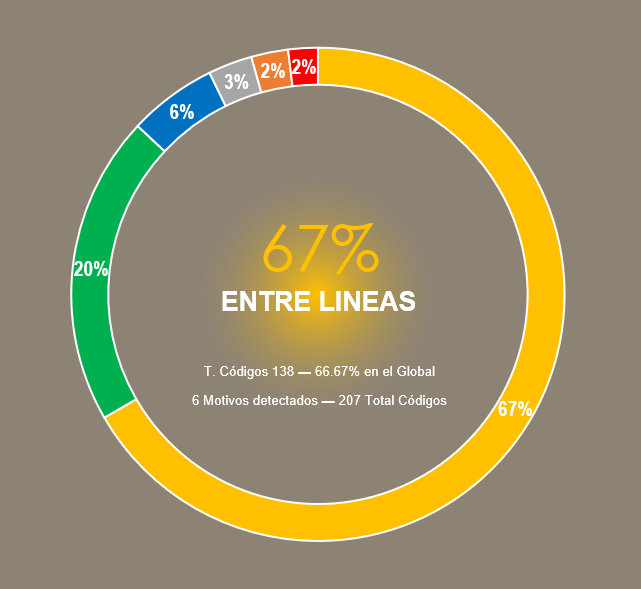 2%
2%
3%
6%
67%
20%
ENTRE LINEAS
T. Códigos 138 — 66.67% en el Global
6 Motivos detectados — 207 Total Códigos
67%